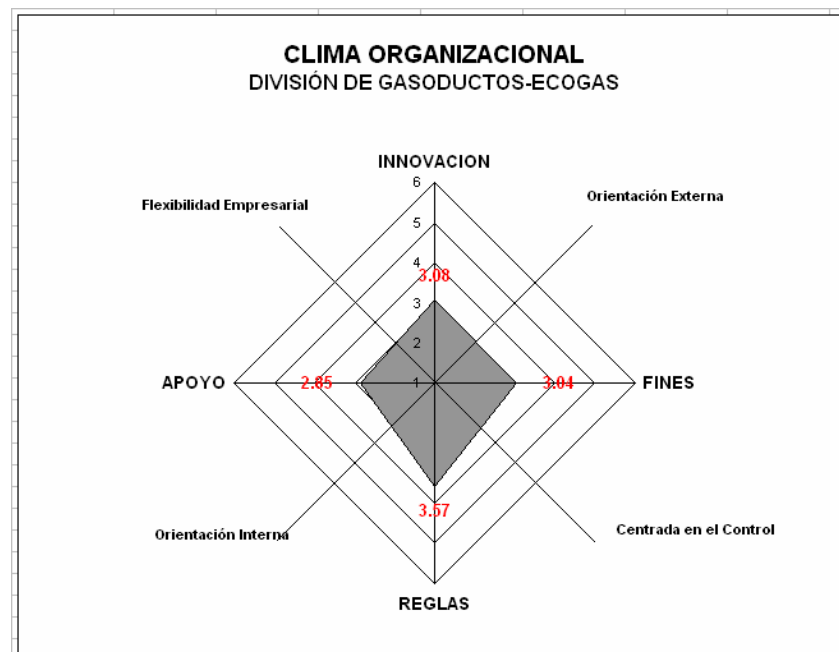 CLIMA ORGANIZACIONAL
DIVISIÓN DE GASODUCTOS-ECOGAS
INNOVACION
6
Flexibilidad Empresarial
Orientación Externa
5
4
3.08
3
2
APOYO
2.85
1
3.04
FINES
3.57
Orientación Interna
Centrada en el Control
REGLAS